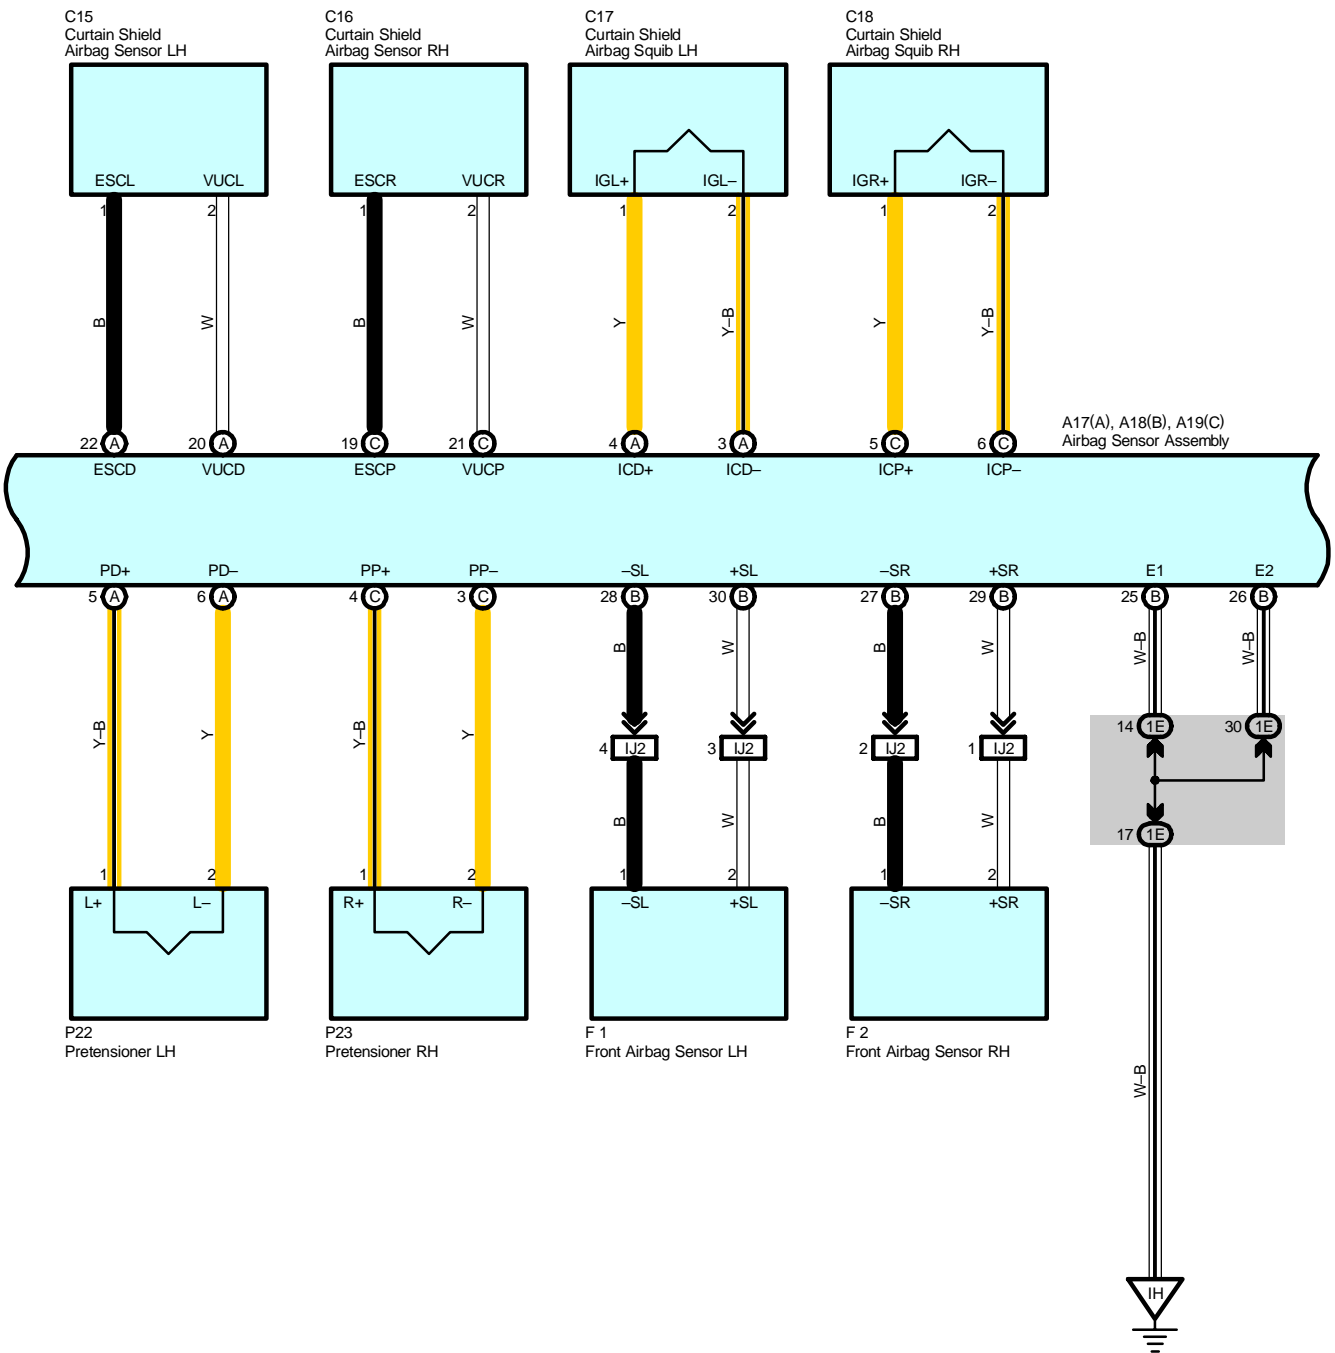 C15
Curtain Shield
Airbag Sensor LH
C16
Curtain Shield
Airbag Sensor RH
C17
Curtain Shield
Airbag Squib LH
C18
Curtain Shield
Airbag Squib RH
ESCL VUCL ESCR VUCR IGL+ IGL– IGR+ IGR–
1 2 1 2 1 2 1 2
B W B W Y Y–B Y Y–B
A17(A), A18(B), A19(C)
Airbag Sensor Assembly
22 A 20 A 19 C 21 C 4 A 3 A 5 C 6 C
ESCD VUCD ESCP VUCP ICD+ ICD– ICP+ ICP–
PD+ PD– PP+ PP– –SL +SL –SR +SR E1 E2
5 A 6 A 4 C 3 C 28 B 30 B 27 B 29 B 25 B 26 B
B W B W W–B W–B
Y–B Y Y–B Y
14 1E 30 1E
4 IJ2 3 IJ2 2 IJ2 1 IJ2
B W B W
17 1E
1 2 1 2 1 2 1 2
L+ L– R+ R– –SL +SL –SR +SR
P22
Pretensioner LH
P23
Pretensioner RH
F 1
Front Airbag Sensor LH
F 2
Front Airbag Sensor RH
W–B
IH